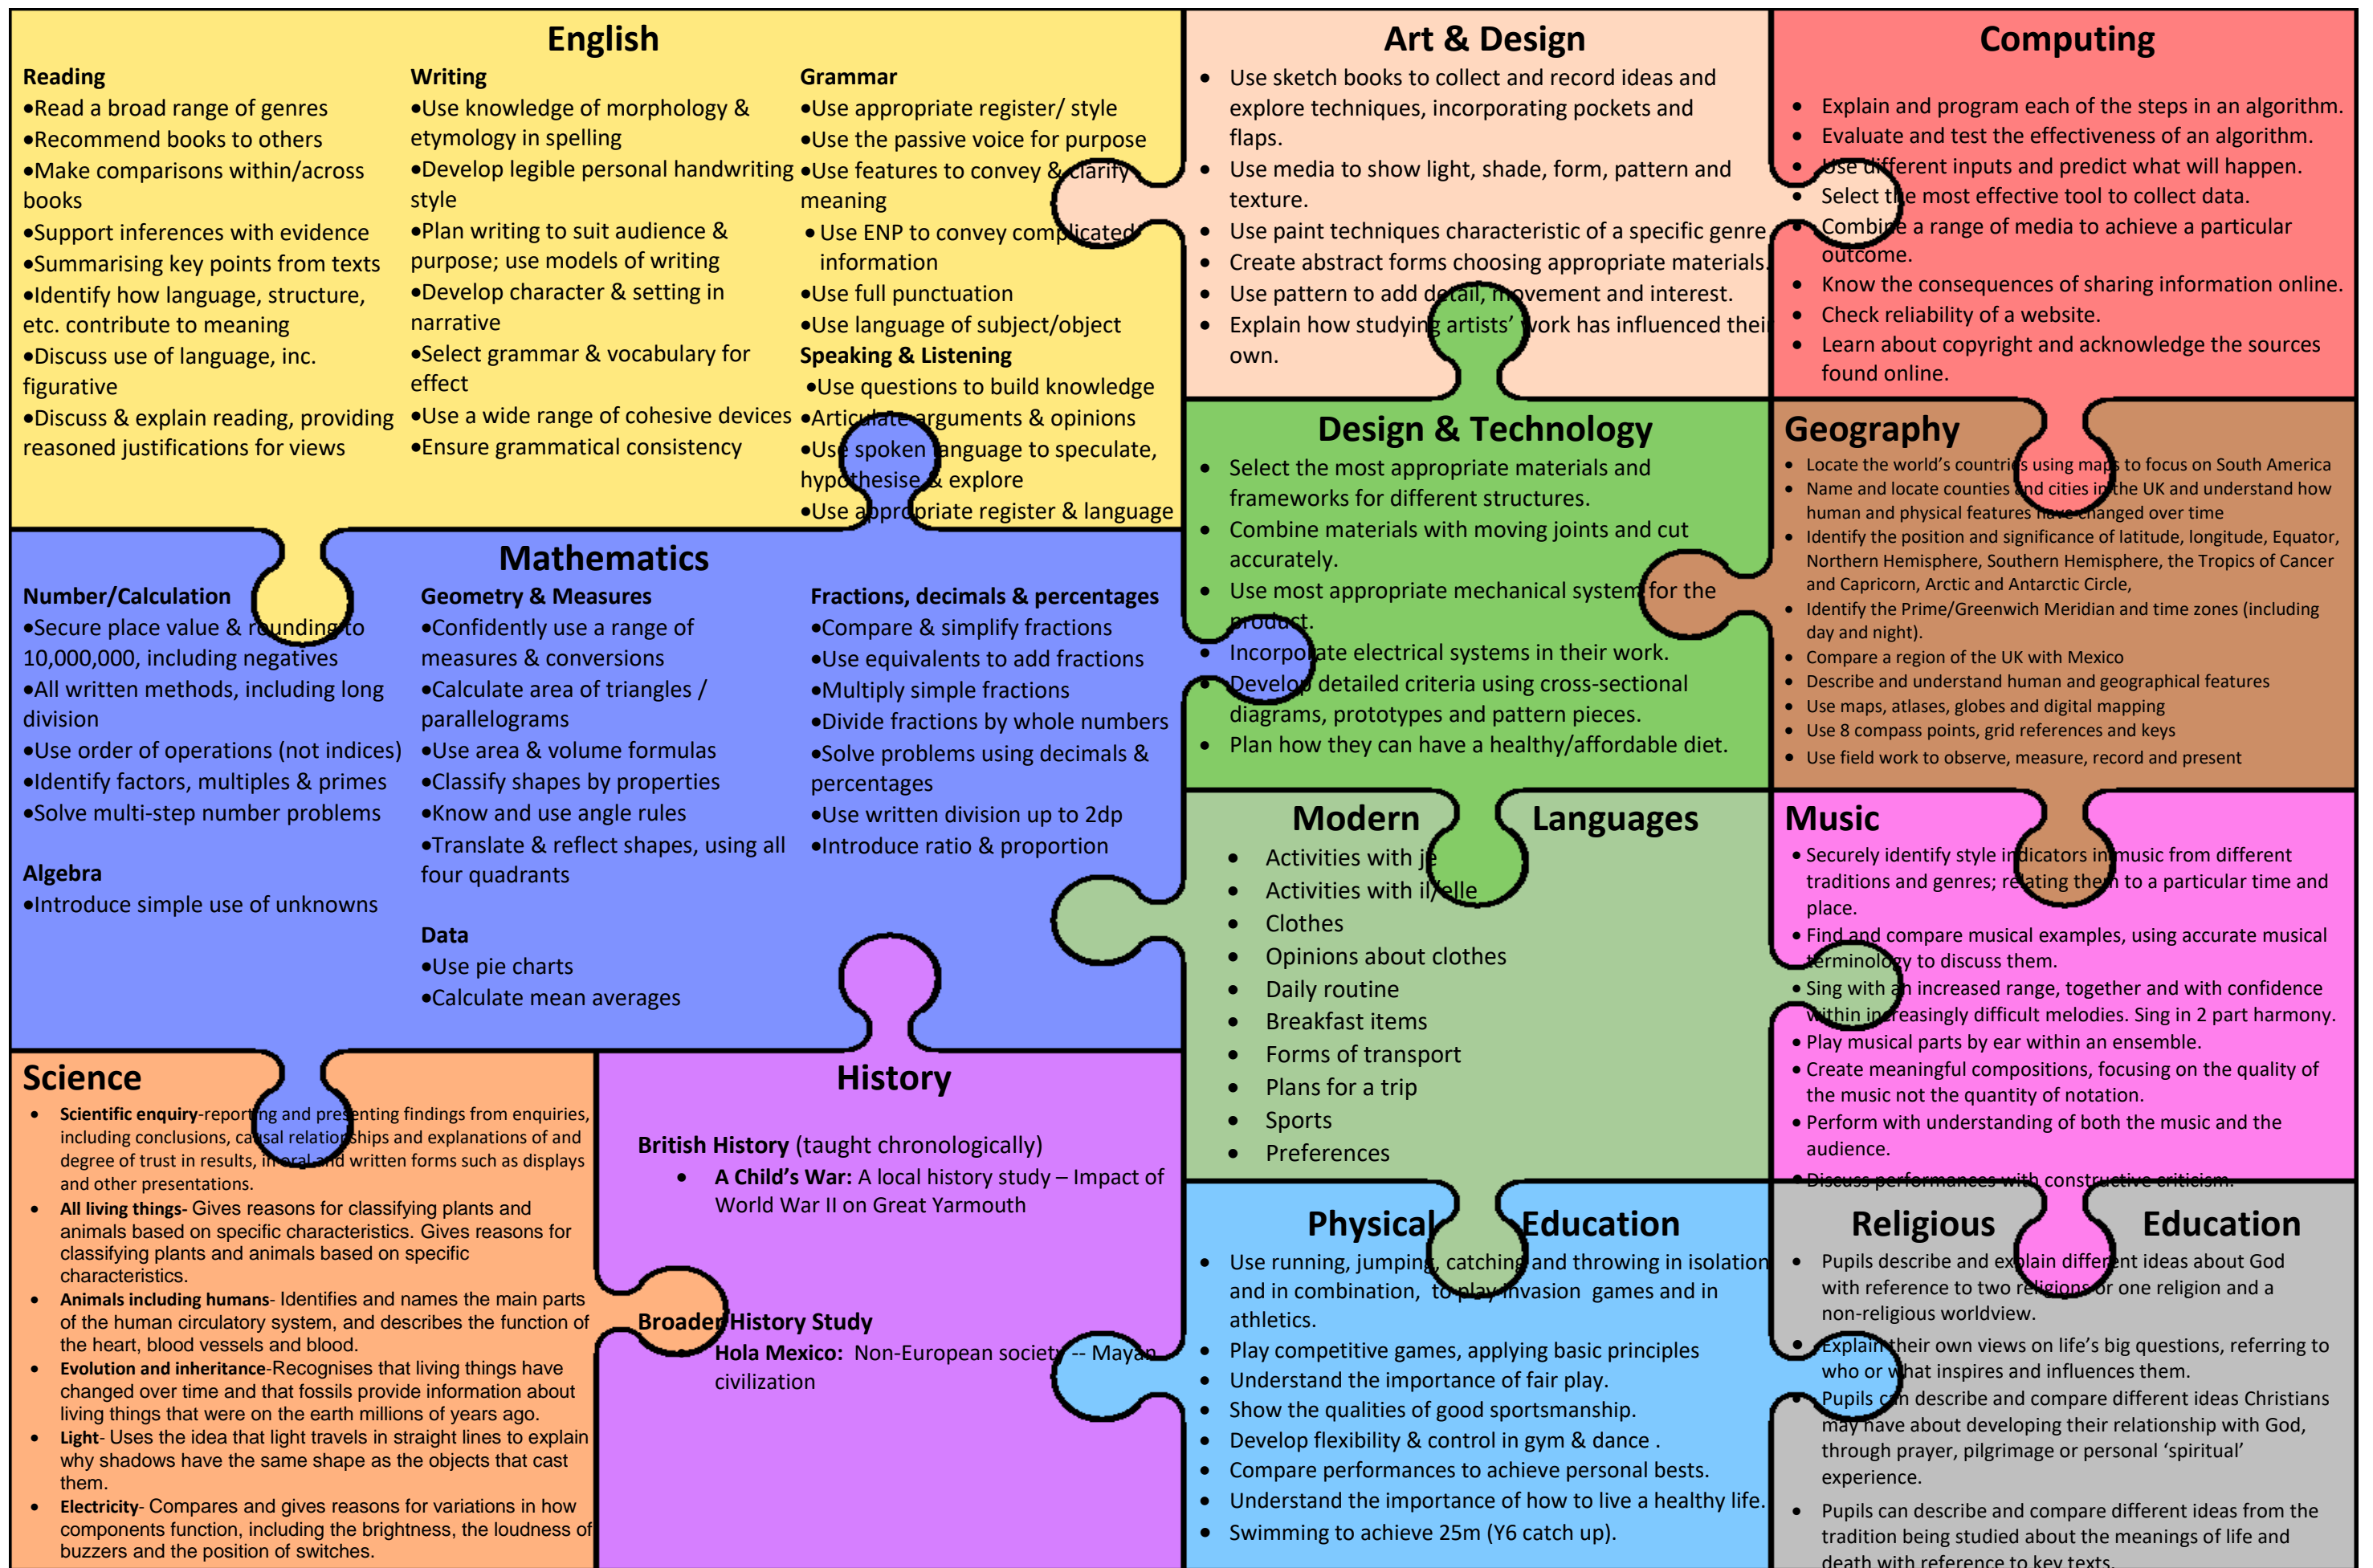 English
Reading
•Read a broad range of genres
•Recommend books to others
•Make comparisons within/across
books
•Support inferences with evidence
•Summarising key points from texts
•Identify how language, structure,
etc. contribute to meaning
•Discuss use of language, inc.
figurative
•Discuss & explain reading, providing
reasoned justifications for views
Writing
•Use knowledge of morphology &
etymology in spelling
•Develop legible personal handwriting
style
•Plan writing to suit audience &
purpose; use models of writing
•Develop character & setting in
narrative
•Select grammar & vocabulary for
effect
•Use a wide range of cohesive devices
•Ensure grammatical consistency
Grammar
•Use appropriate register/ style
•Use the passive voice for purpose
•Use features to convey & clarify
meaning
• Use ENP to convey complicated
information
•Use full punctuation
•Use language of subject/object
Speaking & Listening
•Use questions to build knowledge
•Articulate arguments & opinions
•Use spoken language to speculate,
hypothesise & explore
•Use appropriate register & language
Art & Design
• Use sketch books to collect and record ideas and
explore techniques, incorporating pockets and
flaps.
• Use media to show light, shade, form, pattern and
texture.
• Use paint techniques characteristic of a specific genre
• Create abstract forms choosing appropriate materials.
• Use pattern to add detail, movement and interest.
• Explain how studying artists’ work has influenced their
own.
Computing
• Explain and program each of the steps in an algorithm.
• Evaluate and test the effectiveness of an algorithm.
• Use different inputs and predict what will happen.
• Select the most effective tool to collect data.
• Combine a range of media to achieve a particular
outcome.
• Know the consequences of sharing information online.
• Check reliability of a website.
• Learn about copyright and acknowledge the sources
found online.
Mathematics
Number/Calculation
•Secure place value & rounding to
10,000,000, including negatives
•All written methods, including long
division
•Use order of operations (not indices)
•Identify factors, multiples & primes
•Solve multi-step number problems
Algebra
•Introduce simple use of unknowns
Geometry & Measures
•Confidently use a range of
measures & conversions
•Calculate area of triangles /
parallelograms
•Use area & volume formulas
•Classify shapes by properties
•Know and use angle rules
•Translate & reflect shapes, using all
four quadrants
Data
•Use pie charts
•Calculate mean averages
Fractions, decimals & percentages
•Compare & simplify fractions
•Use equivalents to add fractions
•Multiply simple fractions
•Divide fractions by whole numbers
•Solve problems using decimals &
percentages
•Use written division up to 2dp
•Introduce ratio & proportion
Design & Technology
• Select the most appropriate materials and
frameworks for different structures.
• Combine materials with moving joints and cut
accurately.
• Use most appropriate mechanical system for the
product.
• Incorporate electrical systems in their work.
• Develop detailed criteria using cross-sectional
diagrams, prototypes and pattern pieces.
• Plan how they can have a healthy/affordable diet.
Geography
• Locate the world’s countries using maps to focus on South America
• Name and locate counties and cities in the UK and understand how
human and physical features have changed over time
• Identify the position and significance of latitude, longitude, Equator,
Northern Hemisphere, Southern Hemisphere, the Tropics of Cancer
and Capricorn, Arctic and Antarctic Circle,
• Identify the Prime/Greenwich Meridian and time zones (including
day and night).
• Compare a region of the UK with Mexico
• Describe and understand human and geographical features
• Use maps, atlases, globes and digital mapping
• Use 8 compass points, grid references and keys
• Use field work to observe, measure, record and present
Modern Languages
• Activities with je
• Activities with il/elle
• Clothes
• Opinions about clothes
• Daily routine
• Breakfast items
• Forms of transport
• Plans for a trip
• Sports
• Preferences
Music
• Securely identify style indicators in music from different
traditions and genres; relating them to a particular time and
place.
• Find and compare musical examples, using accurate musical
terminology to discuss them.
• Sing with an increased range, together and with confidence
within increasingly difficult melodies. Sing in 2 part harmony.
• Play musical parts by ear within an ensemble.
• Create meaningful compositions, focusing on the quality of
the music not the quantity of notation.
• Perform with understanding of both the music and the
audience.
• Discuss performances with constructive criticism.
Science
• Scientific enquiry-reporting and presenting findings from enquiries,
including conclusions, causal relationships and explanations of and
degree of trust in results, in oral and written forms such as displays
and other presentations.
• All living things- Gives reasons for classifying plants and
animals based on specific characteristics. Gives reasons for
classifying plants and animals based on specific
characteristics.
• Animals including humans- Identifies and names the main parts
of the human circulatory system, and describes the function of
the heart, blood vessels and blood.
• Evolution and inheritance-Recognises that living things have
changed over time and that fossils provide information about
living things that were on the earth millions of years ago.
• Light- Uses the idea that light travels in straight lines to explain
why shadows have the same shape as the objects that cast
them.
• Electricity- Compares and gives reasons for variations in how
components function, including the brightness, the loudness of
buzzers and the position of switches.
History
British History (taught chronologically)
• A Child’s War: A local history study – Impact of
World War II on Great Yarmouth
Broader History Study
Hola Mexico: Non-European society -- Mayan
civilization
Physical Education
• Use running, jumping, catching and throwing in isolation
and in combination, to play invasion games and in
athletics.
• Play competitive games, applying basic principles
• Understand the importance of fair play.
• Show the qualities of good sportsmanship.
• Develop flexibility & control in gym & dance .
• Compare performances to achieve personal bests.
• Understand the importance of how to live a healthy life.
• Swimming to achieve 25m (Y6 catch up).
Religious Education
• Pupils describe and explain different ideas about God
with reference to two religions or one religion and a
non-religious worldview.
• Explain their own views on life’s big questions, referring to
who or what inspires and influences them.
• Pupils can describe and compare different ideas Christians
may have about developing their relationship with God,
through prayer, pilgrimage or personal ‘spiritual’
experience.
• Pupils can describe and compare different ideas from the
tradition being studied about the meanings of life and
death with reference to key texts.